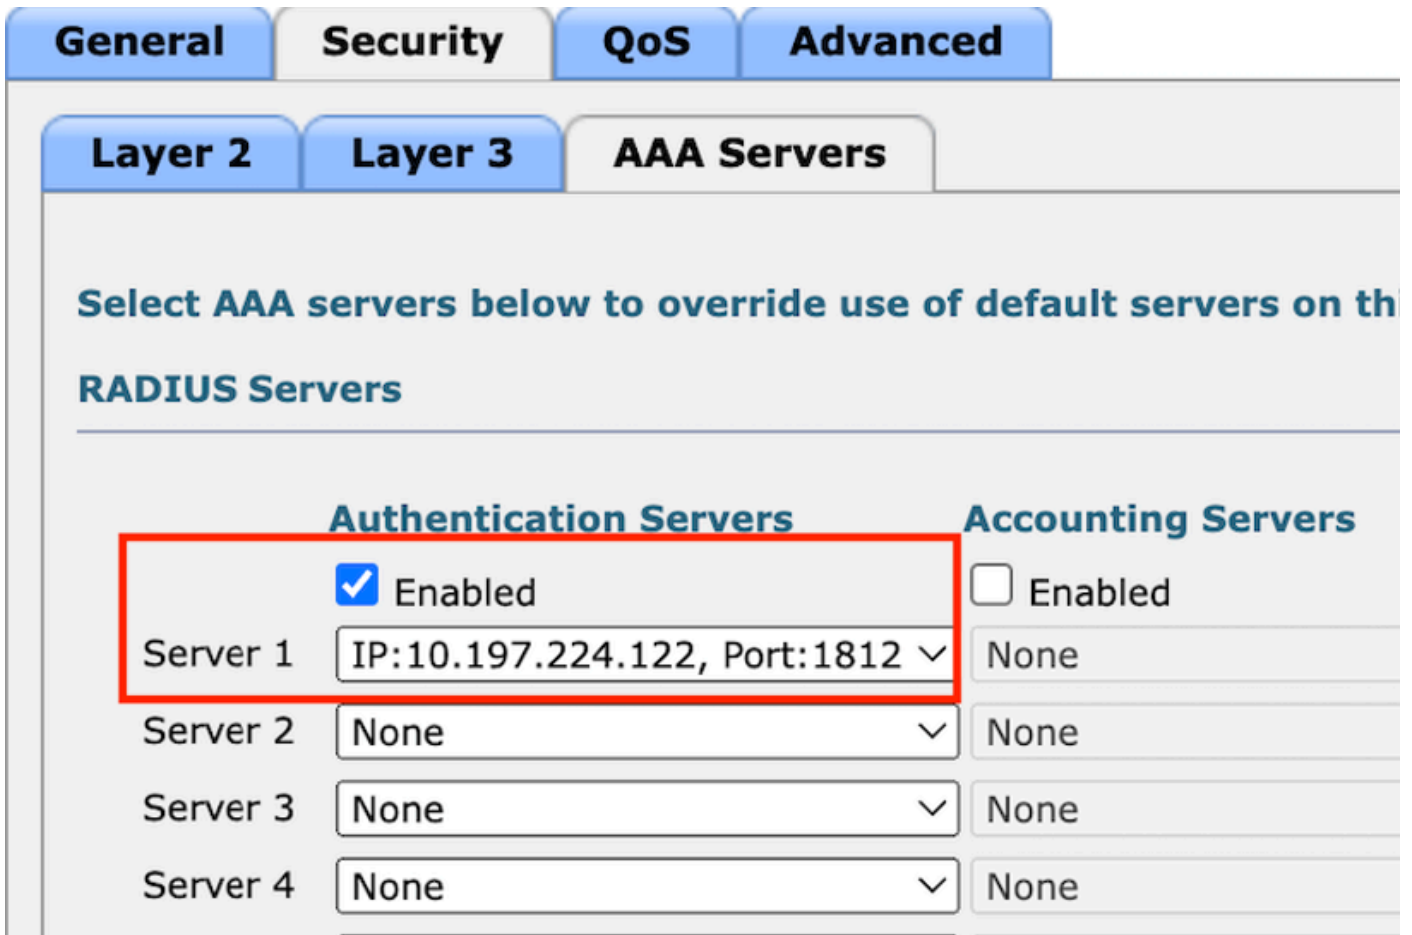 General Security QoS Advanced
Layer 2 Layer 3 AAA Servers
Select AAA servers below to override use of default servers on
RADIUS Servers
Authentication Servers Accounting Servers
Enabled Enabled
Server 1 IP:10.197.224.122, Port:1812 None
Server 2 None None
Server 3 None None
Server 4 None None